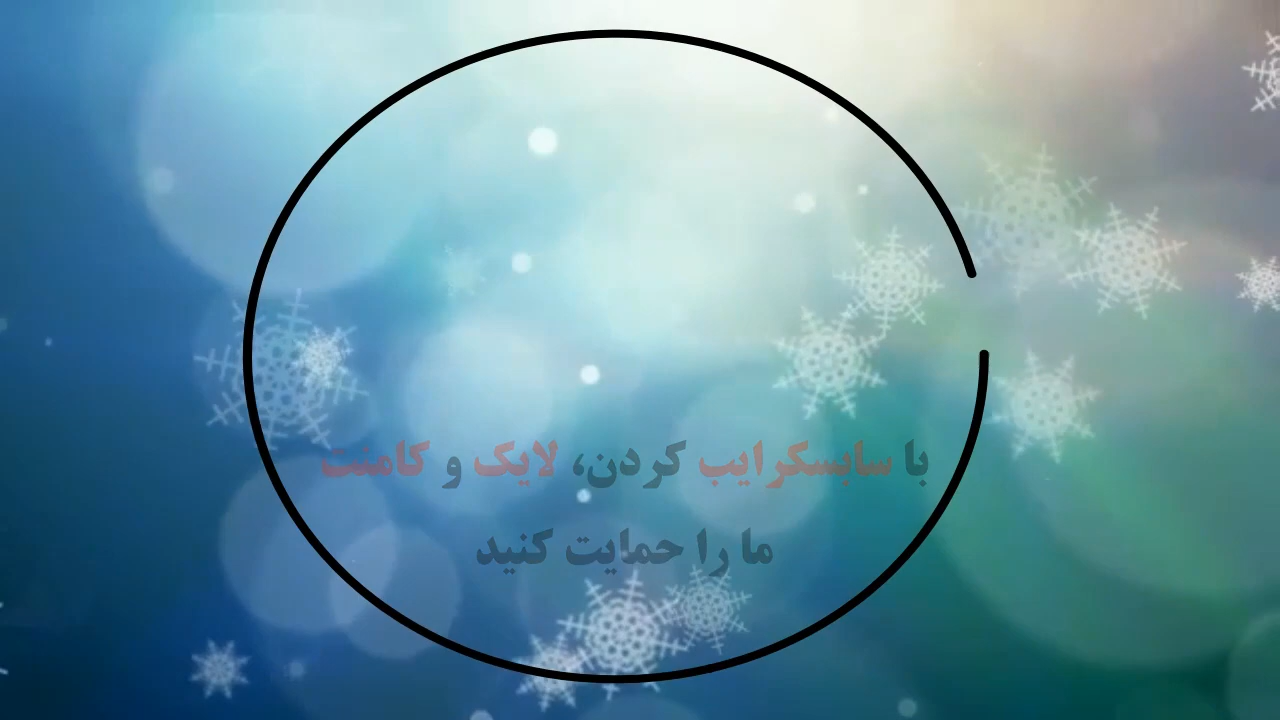 با سابسکرایب کردن، لایک و کامنت
ما را حمایت کنید